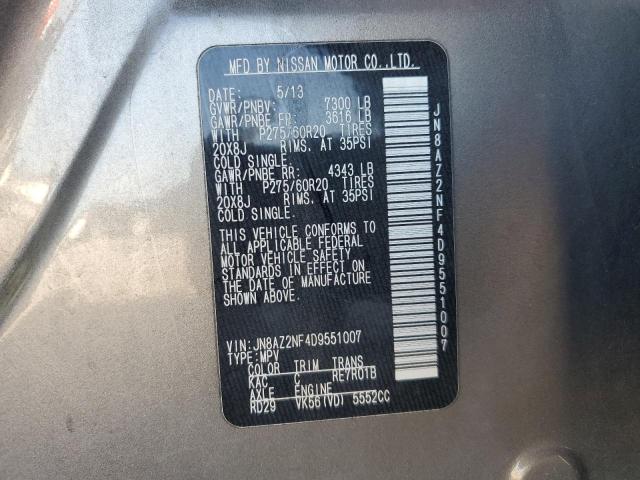 MFD BY NISSAN MOTOR CO.,LTD.
DATE: 5/13
GVWR/PNBV: 7300 LB
GAWR/PNBE FR: 3616 LB
WITH P275/60R20 TIRES
20X8J RIMS. AT 35PSI
COLD SINGLE.
GAWR/PNBE RR: 4343 LB
WITH P275/60R20 TIRES
20X8J RIMS. AT 35PSI
COLD SINGLE.
THIS VEHICLE CONFORMS TO
ALL APPLICABLE FEDERAL
MOTOR VEHICLE SAFETY
STANDARDS IN EFFECT ON
THE DATE OF MANUFACTURE
SHOWN ABOVE.
VIN:JN8AZ2NF4D9551007
TYPE:MPV
COLOR TRIM TRANS
KAC C RE7R01B
AXLE ENGINE
RD29 VK56(VD) 5552CC
JN8AZ2NF4D9551007